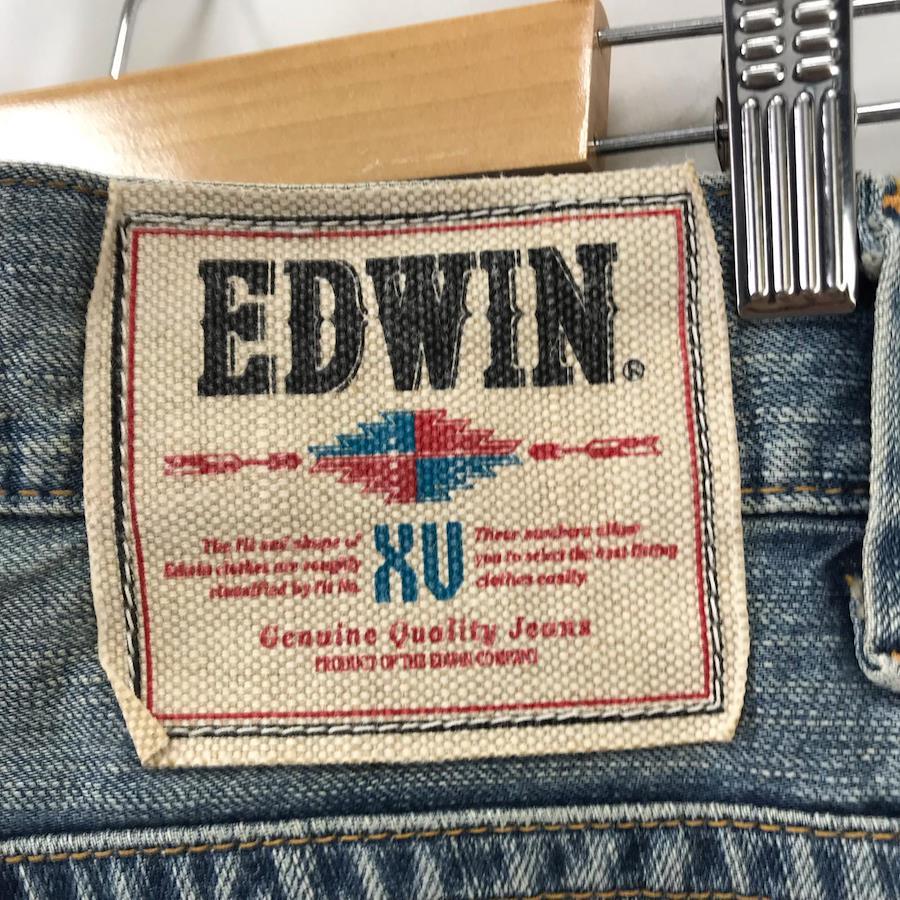 EDWIN®
The fit and shape of
Edwin clothes are roughly
classified by fit No.
XV
These numbers allow
you to select the best fitting
clothes easily.
Genuine Quality Jeans
PRODUCT OF THE EDWIN COMPANY